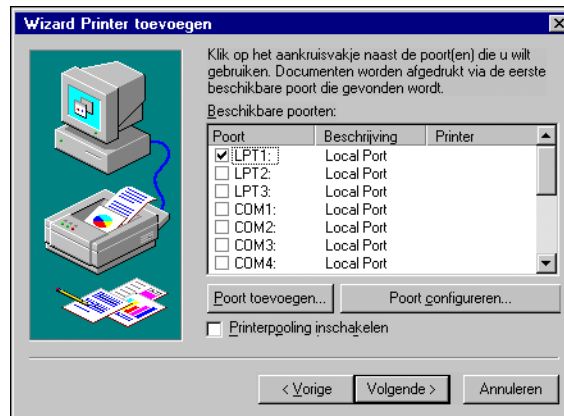 Wizard Printer toevoegen
Klik op het aankruisvakje naast de poort(en) die u wilt
gebruiken. Documenten worden afgedrukt via de eerste
beschikbare poort die gevonden wordt.
Beschikbare poorten:
Poort Beschrijving Printer
LPT1: Local Port
LPT2: Local Port
LPT3: Local Port
COM1: Local Port
COM2: Local Port
COM3: Local Port
COM4: Local Port
Poort toevoegen... Poort configureren...
Printerpooling inschakelen
< Vorige Volgende > Annuleren